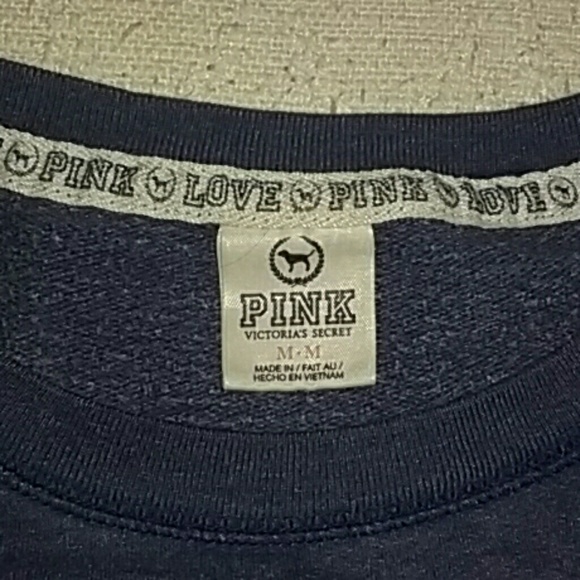 PINK LOVE PINK LOVE
PINK
VICTORIA'S SECRET
M - M
MADE IN / FAIT AU /
HECHO EN VIETNAM